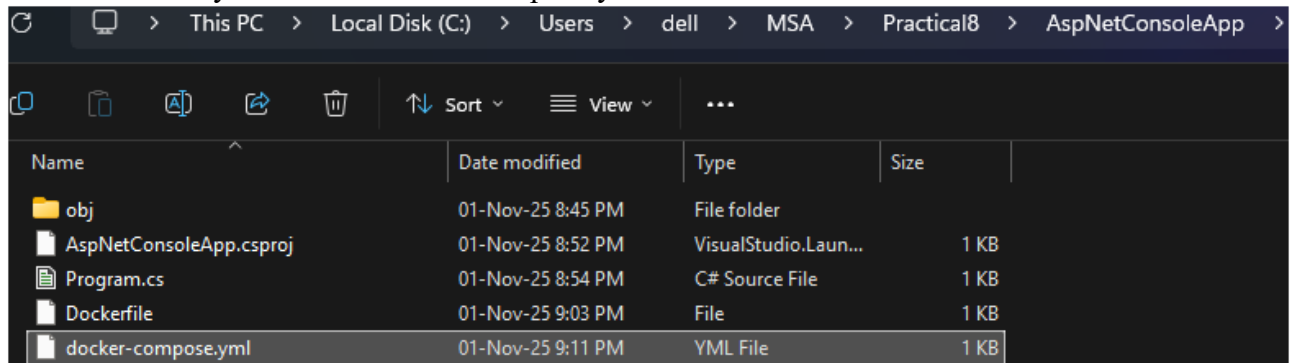 This PC > Local Disk (C:) > Users > dell > MSA > Practical8 > AspNetConsoleApp >
Sort View ...
Name Date modified Type Size
obj 01-Nov-25 8:45 PM File folder
AspNetConsoleApp.csproj 01-Nov-25 8:52 PM VisualStudio.Laun... 1 KB
Program.cs 01-Nov-25 8:54 PM C# Source File 1 KB
Dockerfile 01-Nov-25 9:03 PM File 1 KB
docker-compose.yml 01-Nov-25 9:11 PM YML File 1 KB